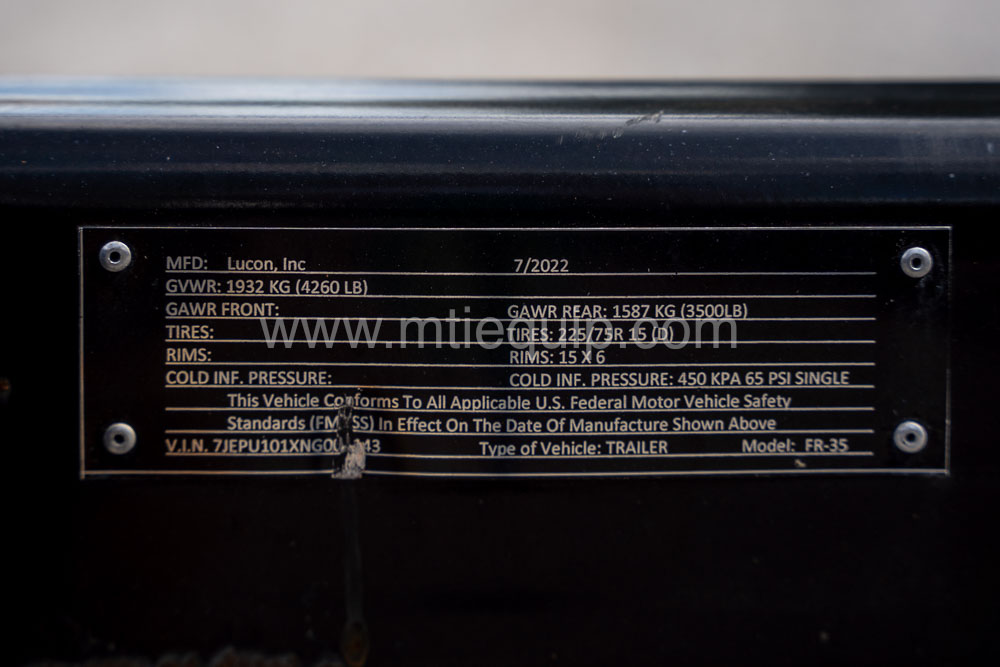 MFD: Lucon, Inc 7/2022
GVWR: 1932 KG (4260 LB)
GAWR FRONT: GAWR REAR: 1587 KG (3500LB)
www.mtiequip.com
TIRES: TIRES: 225/75R 15 (D)
RIMS: RIMS: 15 X 6
COLD INF. PRESSURE: COLD INF. PRESSURE: 450 KPA 65 PSI SINGLE
This Vehicle Conforms To All Applicable U.S. Federal Motor Vehicle Safety
Standards (FMVSS) In Effect On The Date Of Manufacture Shown Above
V.I.N. Type of Vehicle: TRAILER Model: FR-35